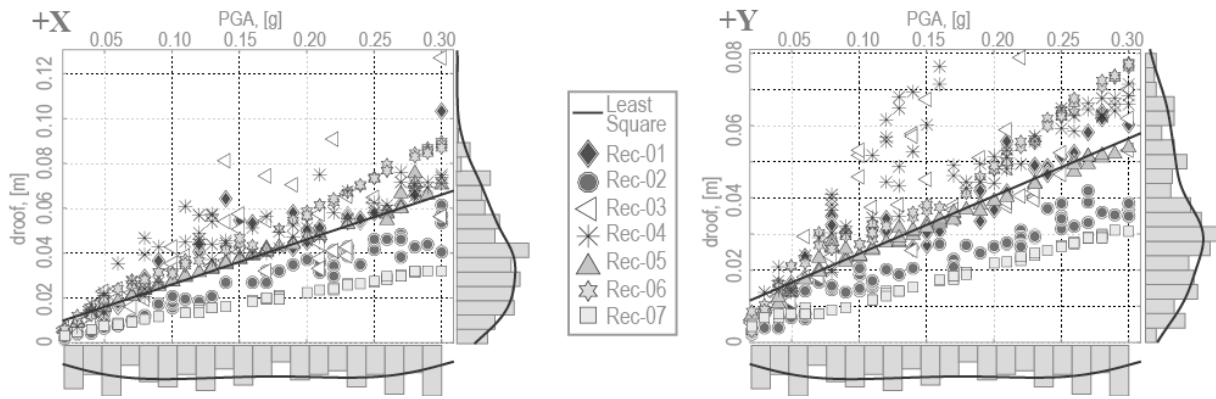 +X
PGA, [g]
0.05 0.10 0.15 0.20 0.25 0.30
droof, [m]
0.12
0.10
0.08
0.06
0.04
0.02
0
Least
Square
Rec-01
Rec-02
Rec-03
Rec-04
Rec-05
Rec-06
Rec-07
+Y
PGA, [g]
0.05 0.10 0.15 0.20 0.25 0.30
droof, [m]
0.08
0.06
0.04
0.02
0